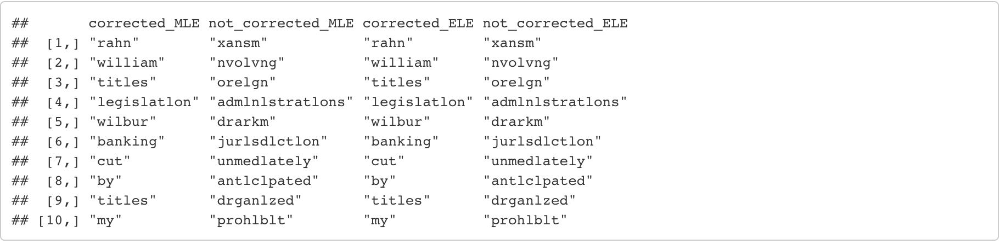 ##       corrected_MLE not_corrected_MLE corrected_ELE not_corrected_ELE
##  [1,] "rahn"        "xansm"           "rahn"        "xansm"
##  [2,] "william"     "nvolvng"         "william"     "nvolvng"
##  [3,] "titles"      "orelgn"          "titles"      "orelgn"
##  [4,] "legislatlon" "admlnlstratlons" "legislatlon" "admlnlstratlons"
##  [5,] "wilbur"      "drarkm"          "wilbur"      "drarkm"
##  [6,] "banking"     "jurlsdlctlon"    "banking"     "jurlsdlctlon"
##  [7,] "cut"         "unmedlately"     "cut"         "unmedlately"
##  [8,] "by"          "antlclpated"     "by"          "antlclpated"
##  [9,] "titles"      "drganlzed"       "titles"      "drganlzed"
## [10,] "my"          "prohlblt"        "my"          "prohlblt"